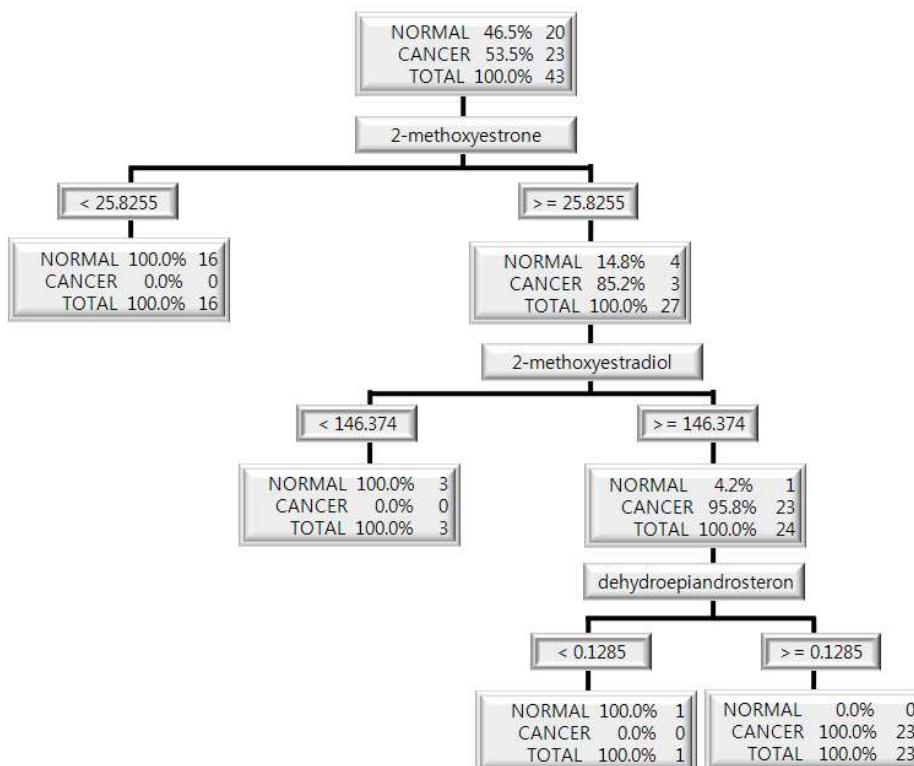 NORMAL 46.5% 20
CANCER 53.5% 23
TOTAL 100.0% 43
2-methoxyestrone
< 25.8255
> = 25.8255
NORMAL 100.0% 16
CANCER 0.0% 0
TOTAL 100.0% 16
NORMAL 14.8% 4
CANCER 85.2% 3
TOTAL 100.0% 27
2-methoxyestradiol
< 146.374
> = 146.374
NORMAL 100.0% 3
CANCER 0.0% 0
TOTAL 100.0% 3
NORMAL 4.2% 1
CANCER 95.8% 23
TOTAL 100.0% 24
dehydroepiandrosteron
< 0.1285
> = 0.1285
NORMAL 100.0% 1
CANCER 0.0% 0
TOTAL 100.0% 1
NORMAL 0.0% 0
CANCER 100.0% 23
TOTAL 100.0% 23